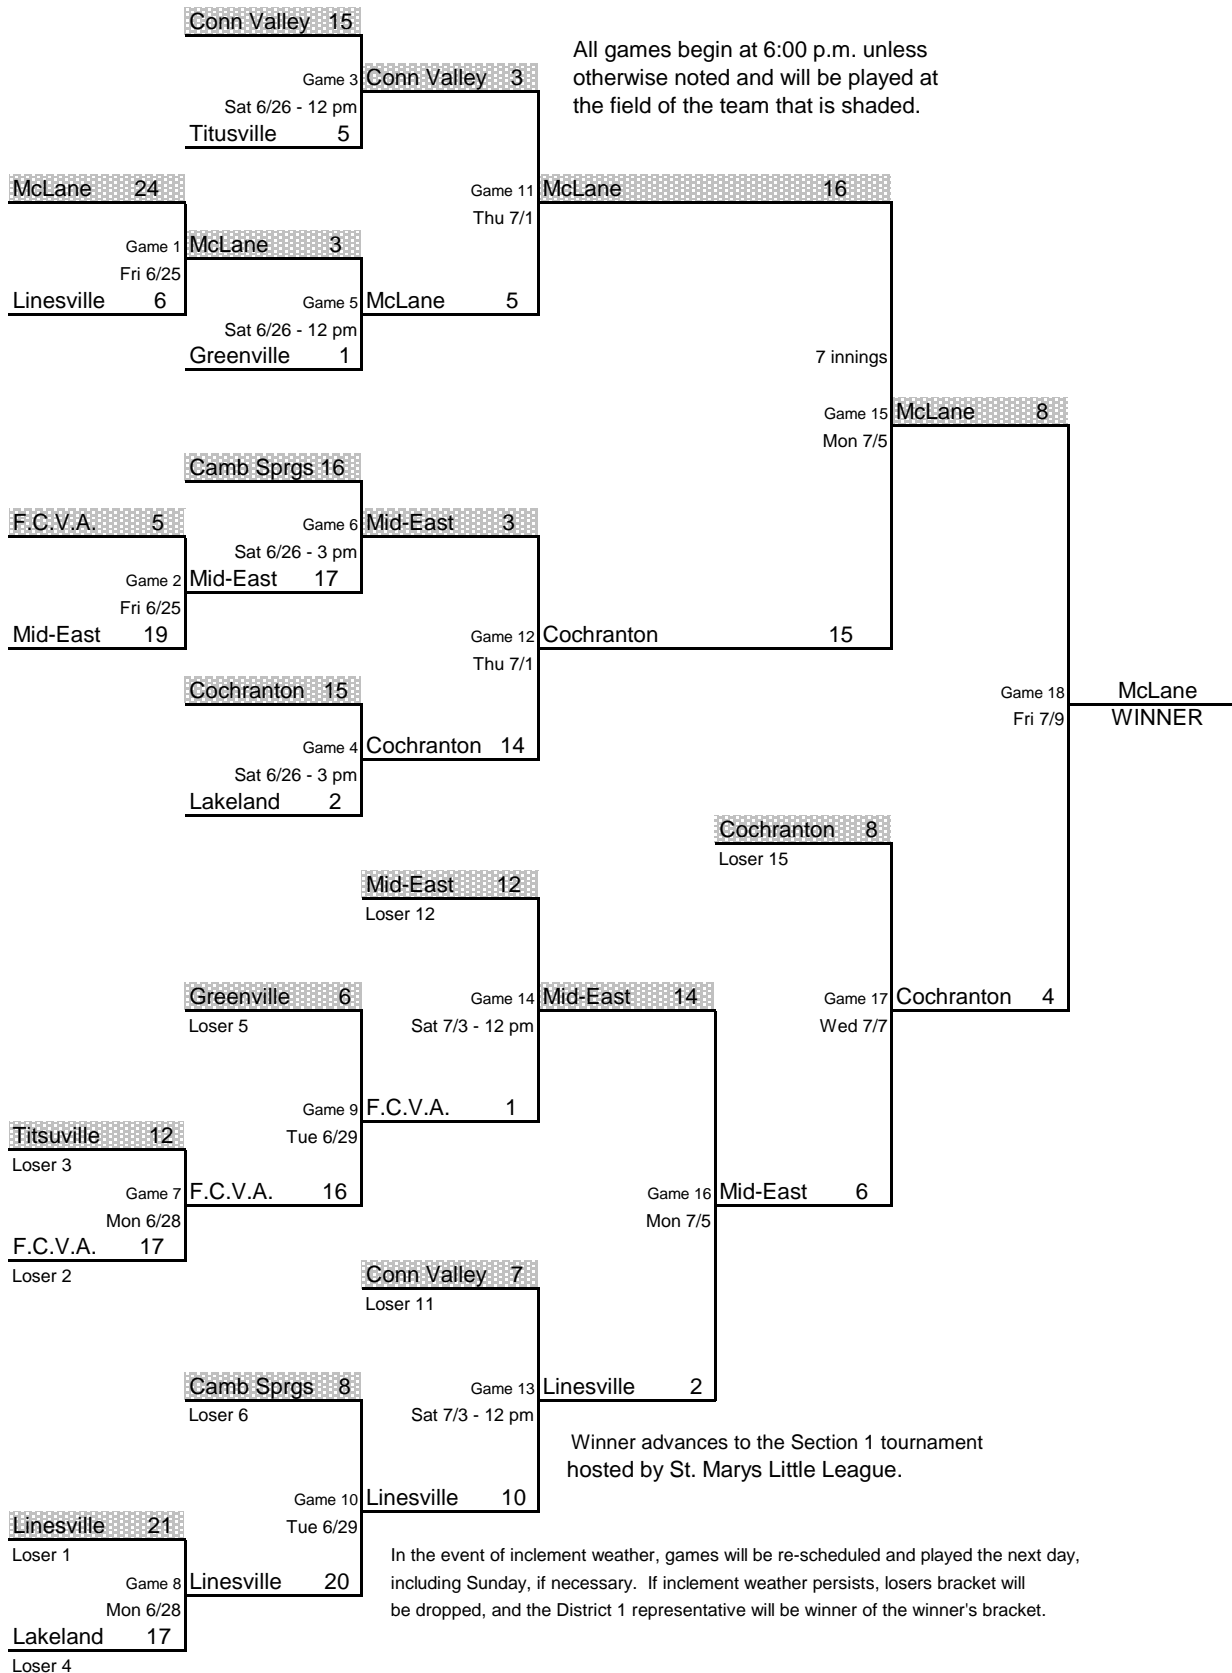 Conn Valley 15
All games begin at 6:00 p.m. unless
otherwise noted and will be played at
the field of the team that is shaded.
Game 3 Conn Valley 3
Sat 6/26 - 12 pm
Titusville 5
McLane 24
Game 11 McLane 16
Thu 7/1
Game 1 McLane 3
Fri 6/25
Linesville 6
Game 5 McLane 5
Sat 6/26 - 12 pm
Greenville 1
7 innings
Game 15 McLane 8
Mon 7/5
Camb Sprgs 16
F.C.V.A. 5
Game 6 Mid-East 3
Sat 6/26 - 3 pm
Game 2 Mid-East 17
Fri 6/25
Mid-East 19
Game 12 Cochranton 15
Thu 7/1
Cochranton 15
Game 18 McLane
Fri 7/9 WINNER
Game 4 Cochranton 14
Sat 6/26 - 3 pm
Lakeland 2
Cochranton 8
Loser 15
Mid-East 12
Loser 12
Greenville 6
Loser 5
Game 14 Mid-East 14
Sat 7/3 - 12 pm
Game 17 Cochranton 4
Wed 7/7
Game 9 F.C.V.A. 1
Tue 6/29
Titsuville 12
Loser 3
Game 7 F.C.V.A. 16
Mon 6/28
F.C.V.A. 17
Loser 2
Game 16 Mid-East 6
Mon 7/5
Conn Valley 7
Loser 11
Camb Sprgs 8
Loser 6
Game 13 Linesville 2
Sat 7/3 - 12 pm
Winner advances to the Section 1 tournament
hosted by St. Marys Little League.
Game 10 Linesville 10
Tue 6/29
Linesville 21
Loser 1
In the event of inclement weather, games will be re-scheduled and played the next day,
including Sunday, if necessary. If inclement weather persists, losers bracket will
be dropped, and the District 1 representative will be winner of the winner's bracket.
Game 8 Linesville 20
Mon 6/28
Lakeland 17
Loser 4